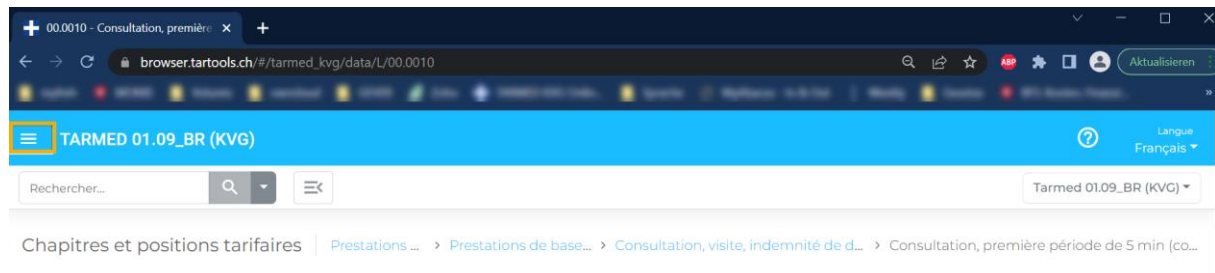 00.0010 - Consultation, première
browser.tartools.ch/#/tarmed_kvg/data/L/00.0010
ABP
Aktualisieren
TARMED 01.09_BR (KVG)
Langue
Français
Rechercher...
Tarmed 01.09_BR (KVG)
Chapitres et positions tarifaires Prestations ... > Prestations de base... > Consultation, visite, indemnité de d... > Consultation, première période de 5 min (co...